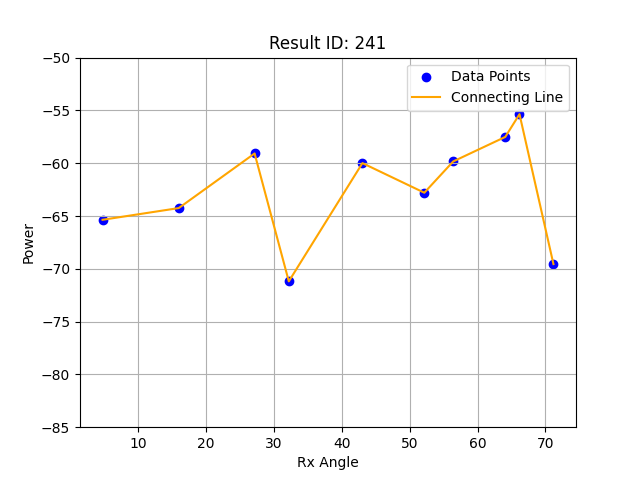 Result ID: 241
Data Points
Connecting Line
Power
−50
−55
−60
−65
−70
−75
−80
−85
10 20 30 40 50 60 70
Rx Angle